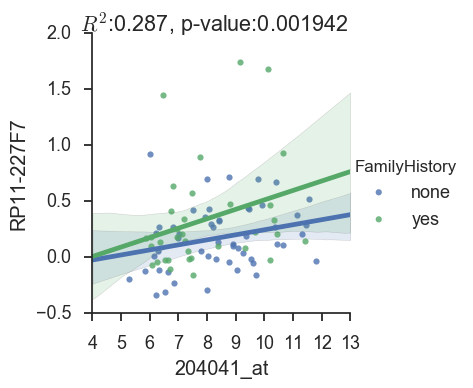 R²:0.287, p-value:0.001942
2.0
1.5
1.0
0.5
0.0
−0.5
RP11-227F7
4 5 6 7 8 9 10 11 12 13
204041_at
FamilyHistory
none
yes